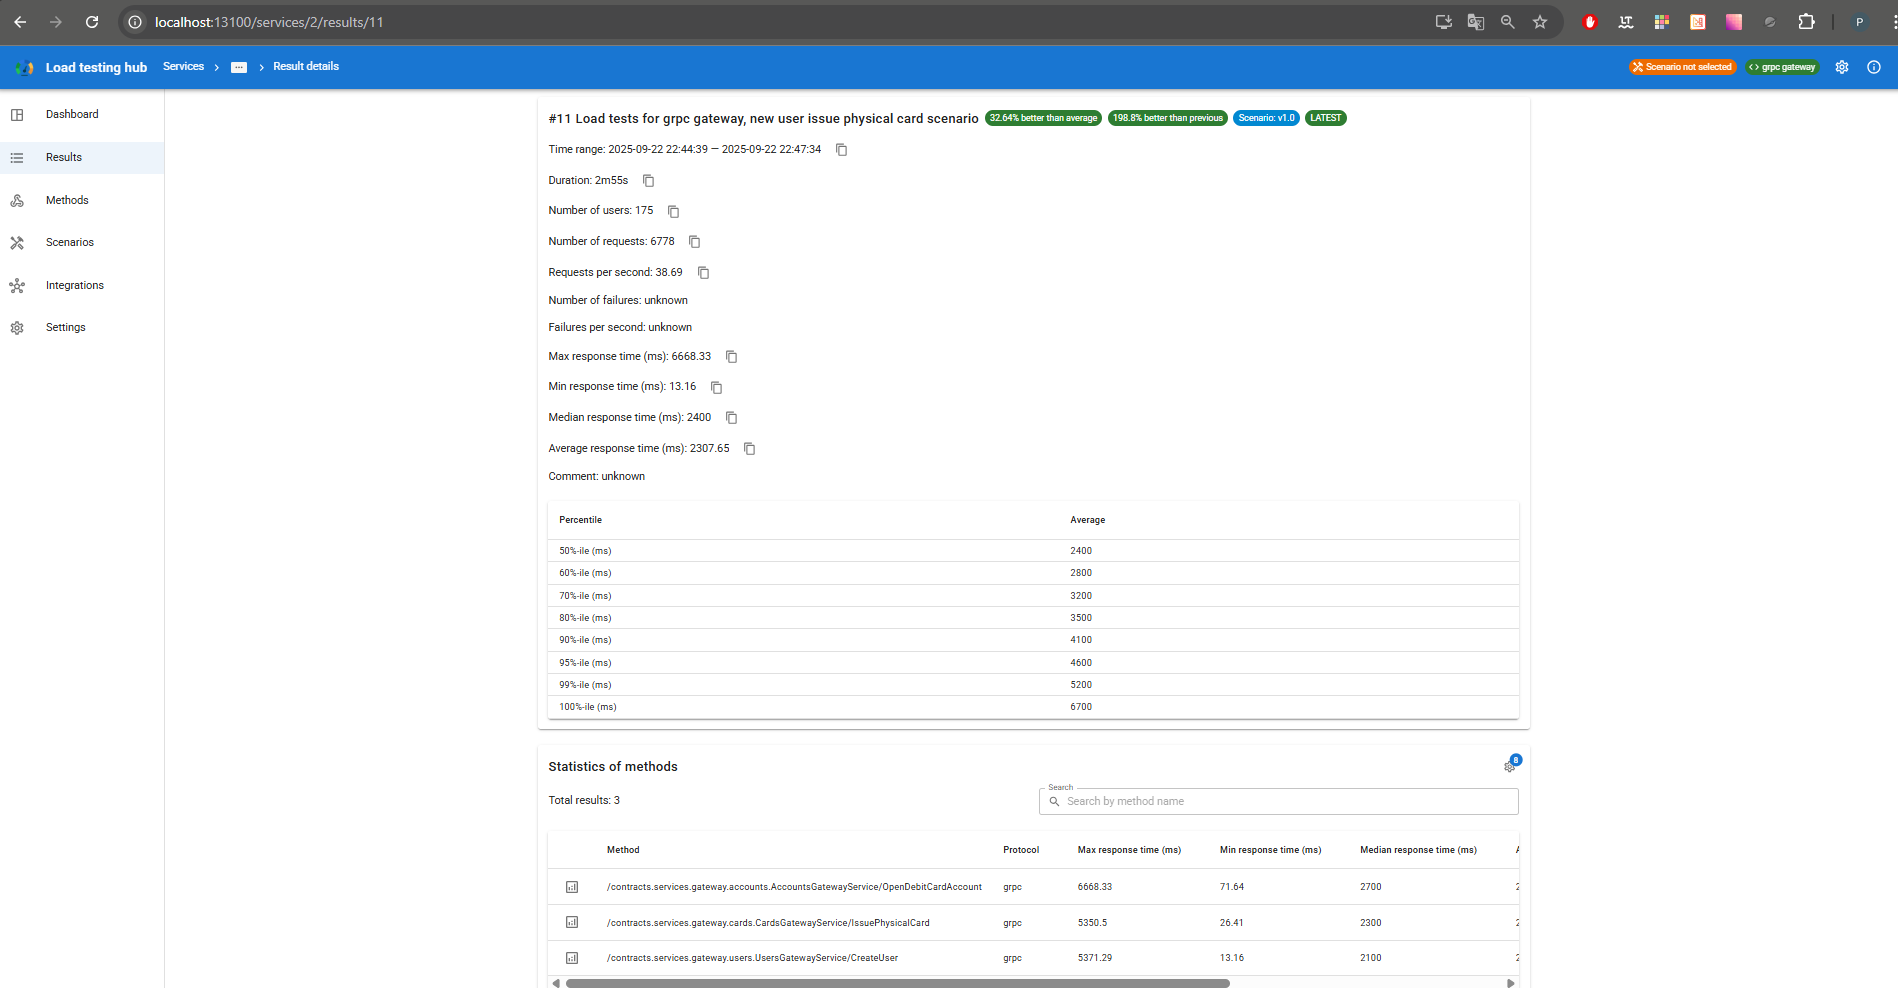 localhost:13100/services/2/results/11
P
Load testing hub Services › ... › Result details Scenario not selected grpc gateway
Dashboard
Results
Methods
Scenarios
Integrations
Settings
#11 Load tests for grpc gateway, new user issue physical card scenario 32.64% better than average 198.8% better than previous Scenario: v1.0 LATEST
Time range: 2025-09-22 22:44:39 — 2025-09-22 22:47:34
Duration: 2m55s
Number of users: 175
Number of requests: 6778
Requests per second: 38.69
Number of failures: unknown
Failures per second: unknown
Max response time (ms): 6668.33
Min response time (ms): 13.16
Median response time (ms): 2400
Average response time (ms): 2307.65
Comment: unknown
Percentile Average
50%-ile (ms) 2400
60%-ile (ms) 2800
70%-ile (ms) 3200
80%-ile (ms) 3500
90%-ile (ms) 4100
95%-ile (ms) 4600
99%-ile (ms) 5200
100%-ile (ms) 6700
Statistics of methods 8
Total results: 3
Search
Search by method name
Method Protocol Max response time (ms) Min response time (ms) Median response time (ms)
/contracts.services.gateway.accounts.AccountsGatewayService/OpenDebitCardAccount grpc 6668.33 71.64 2700
/contracts.services.gateway.cards.CardsGatewayService/IssuePhysicalCard grpc 5350.5 26.41 2300
/contracts.services.gateway.users.UsersGatewayService/CreateUser grpc 5371.29 13.16 2100